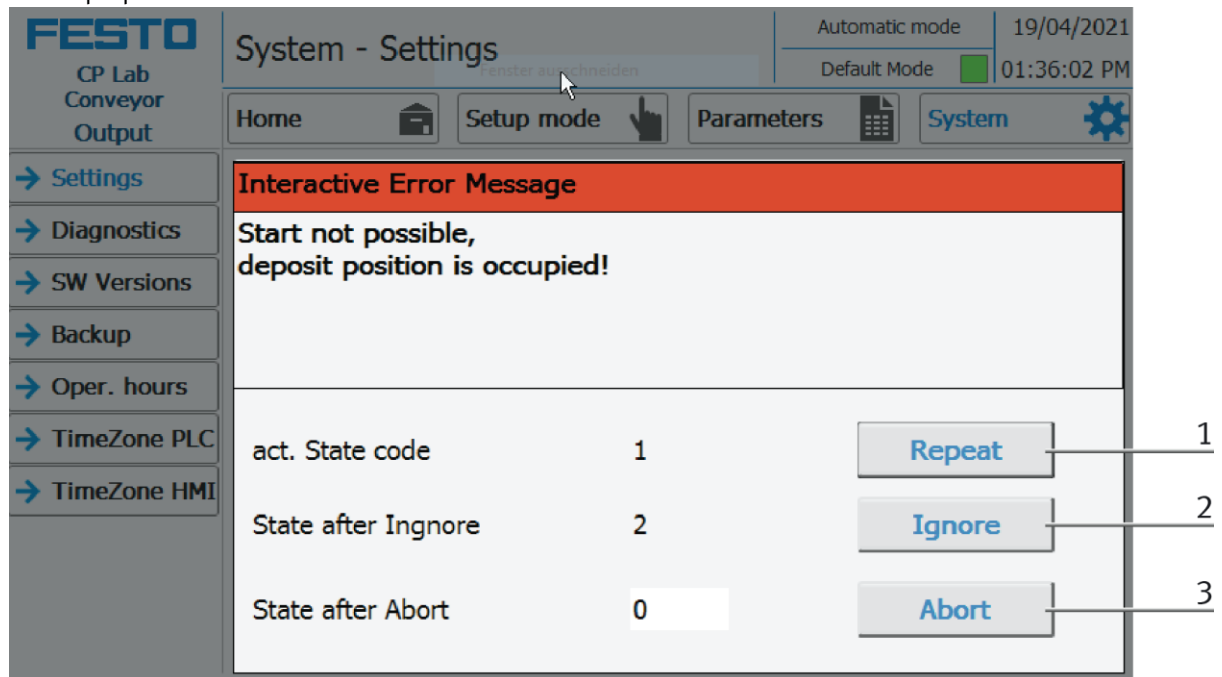 FESTO
CP Lab
Conveyor
Output
System - Settings
Fenster ausschneiden
Automatic mode
19/04/2021
Default Mode
01:36:02 PM
Home
Setup mode
Parameters
System
Settings
Diagnostics
SW Versions
Backup
Oper. hours
TimeZone PLC
TimeZone HMI
Interactive Error Message
Start not possible,
deposit position is occupied!
act. State code 1 Repeat 1
State after Ingnore 2 Ignore 2
State after Abort 0 Abort 3